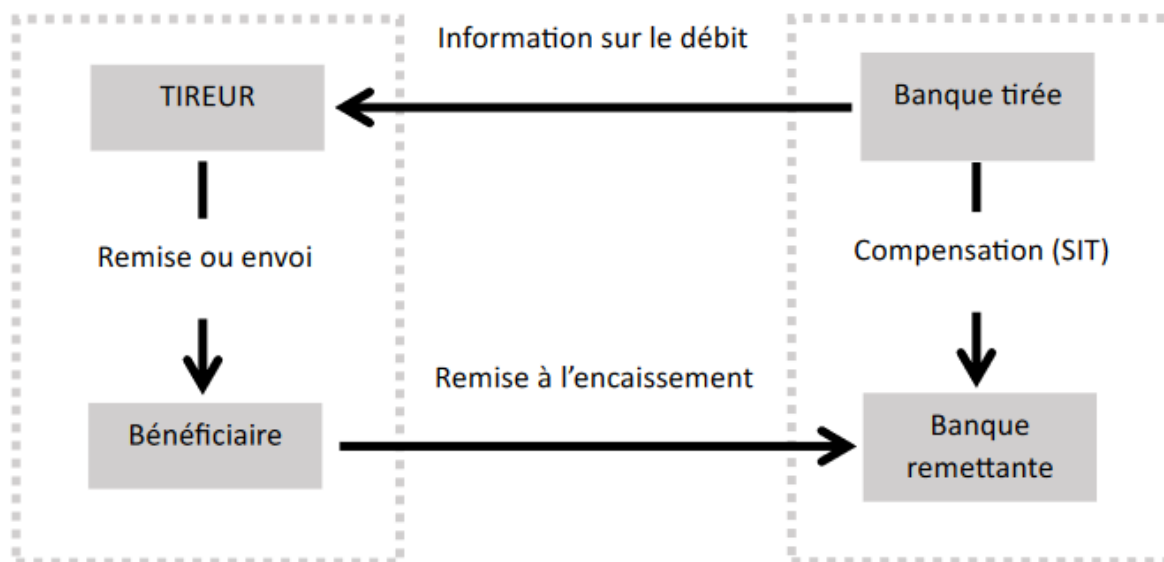 Information sur le débit
TIREUR
Banque tirée
Remise ou envoi
Compensation (SIT)
Remise à l'encaissement
Bénéficiaire
Banque
remettante